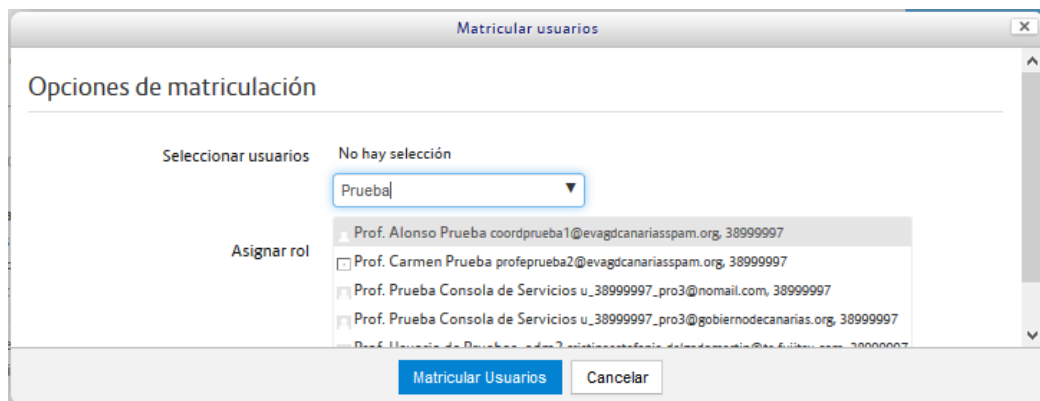 Matricular usuarios
Opciones de matriculación
Seleccionar usuarios No hay selección
Prueba
Asignar rol
Prof. Alonso Prueba coordprueba1@evagdcanariasspam.org, 38999997
Prof. Carmen Prueba profeprueba2@evagdcanariasspam.org, 38999997
Prof. Prueba Consola de Servicios u_38999997_pro3@nomail.com, 38999997
Prof. Prueba Consola de Servicios u_38999997_pro3@gobiernodecanarias.org, 38999997
Matricular Usuarios Cancelar